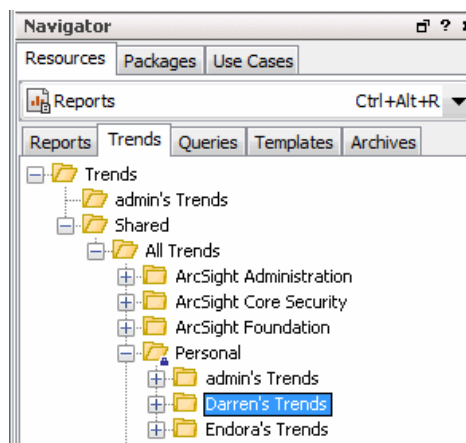 Navigator ?
Resources Packages Use Cases
Reports Ctrl+Alt+R
Reports Trends Queries Templates Archives
Trends
admin's Trends
Shared
All Trends
ArcSight Administration
ArcSight Core Security
ArcSight Foundation
Personal
admin's Trends
Darren's Trends
Endora's Trends